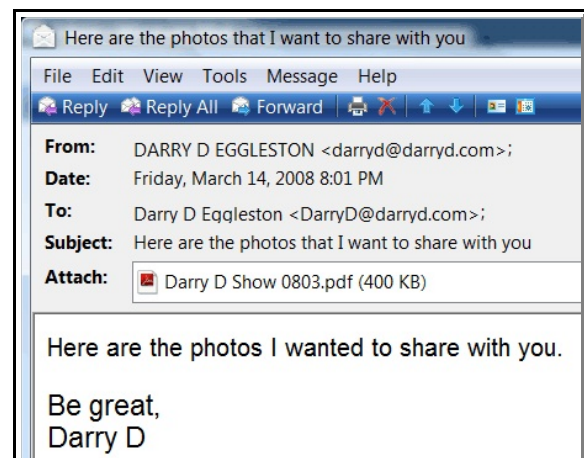 Here are the photos that I want to share with you
File Edit View Tools Message Help
Reply Reply All Forward
From: DARRY D EGGLESTON <darryd@darryd.com>;
Date: Friday, March 14, 2008 8:01 PM
To: Darry D Eggleston <DarryD@darryd.com>;
Subject: Here are the photos that I want to share with you
Attach: Darry D Show 0803.pdf (400 KB)
Here are the photos I wanted to share with you.
Be great,
Darry D